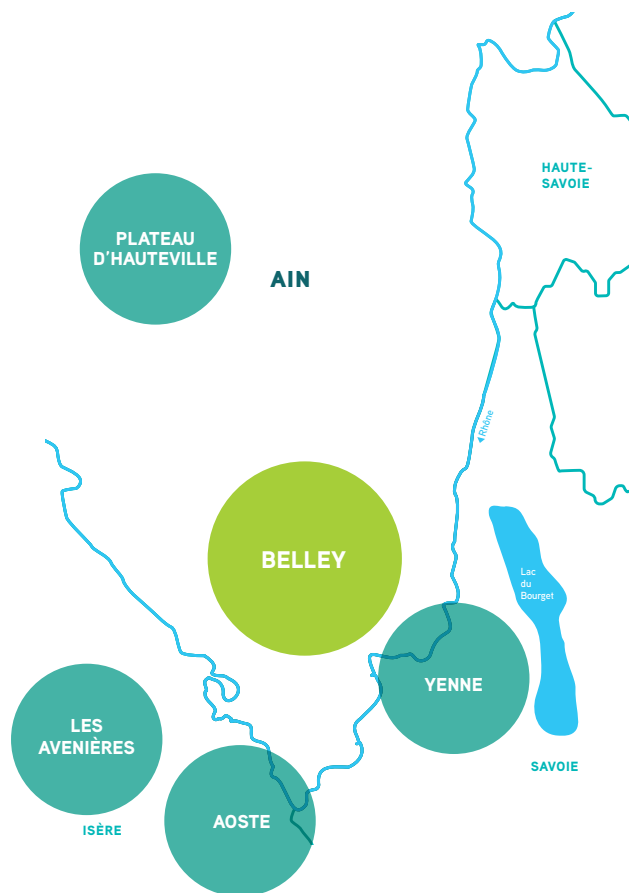 HAUTE-
SAVOIE
PLATEAU
D'HAUTEVILLE
AIN
Rhône
BELLEY
Lac
du
Bourget
YENNE
LES
AVENIÈRES
SAVOIE
AOSTE
ISÈRE